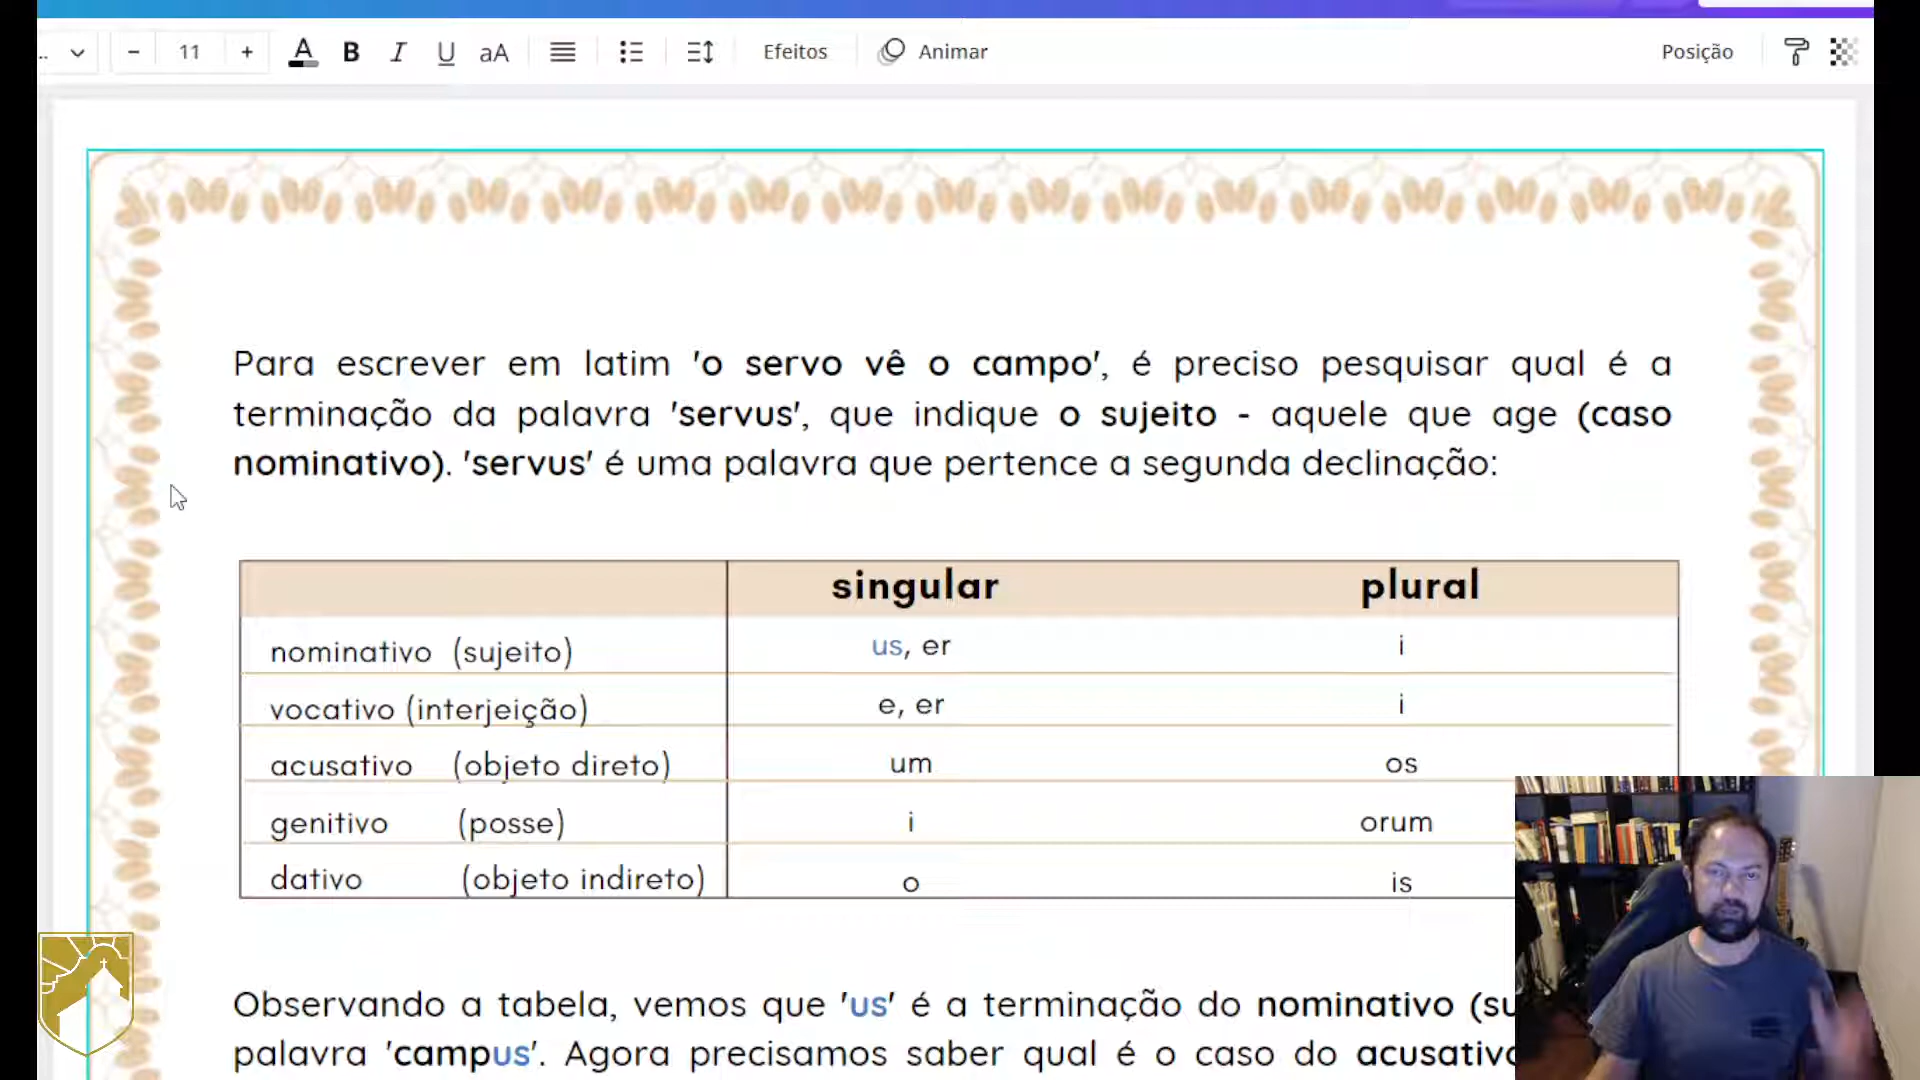 11
Efeitos
Animar
Posição
Para escrever em latim 'o servo vê o campo', é preciso pesquisar qual é a
terminação da palavra 'servus', que indique o sujeito - aquele que age (caso
nominativo). 'servus' é uma palavra que pertence a segunda declinação:
singular plural
nominativo (sujeito) us, er i
vocativo (interjeição) e, er i
acusativo (objeto direto) um os
genitivo (posse) i orum
dativo (objeto indireto) o is
Observando a tabela, vemos que 'us' é a terminação do nominativo (su
palavra 'campus'. Agora precisamos saber qual é o caso do acusativo